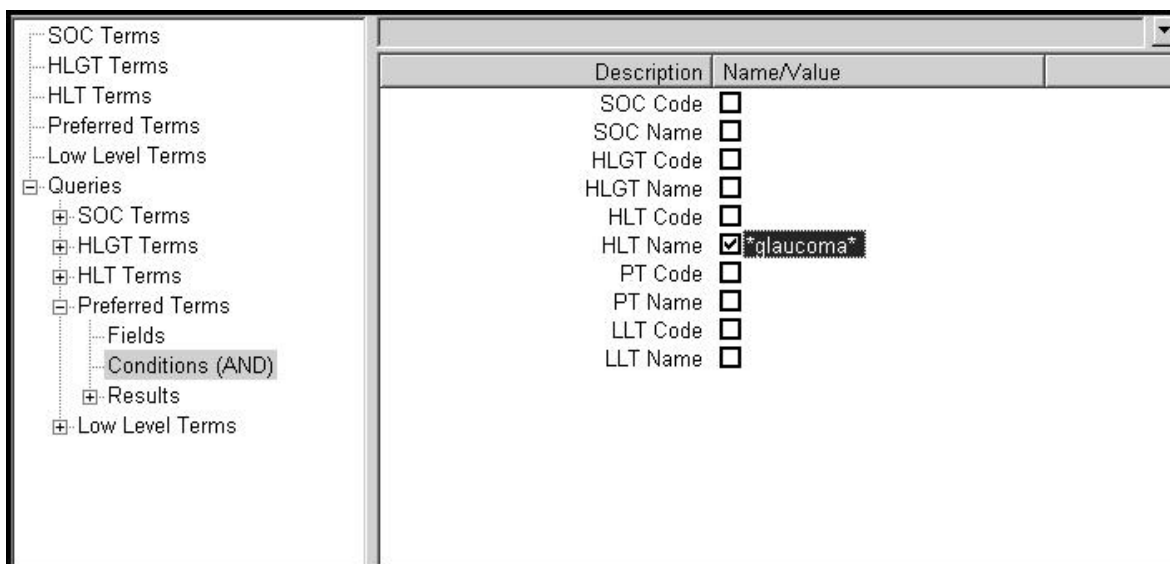 SOC Terms
HLGT Terms
HLT Terms
Preferred Terms
Low Level Terms
Queries
SOC Terms
HLGT Terms
HLT Terms
Preferred Terms
Fields
Conditions (AND)
Results
Low Level Terms
Description Name/Value
SOC Code
SOC Name
HLGT Code
HLGT Name
HLT Code
HLT Name *glaucoma*
PT Code
PT Name
LLT Code
LLT Name